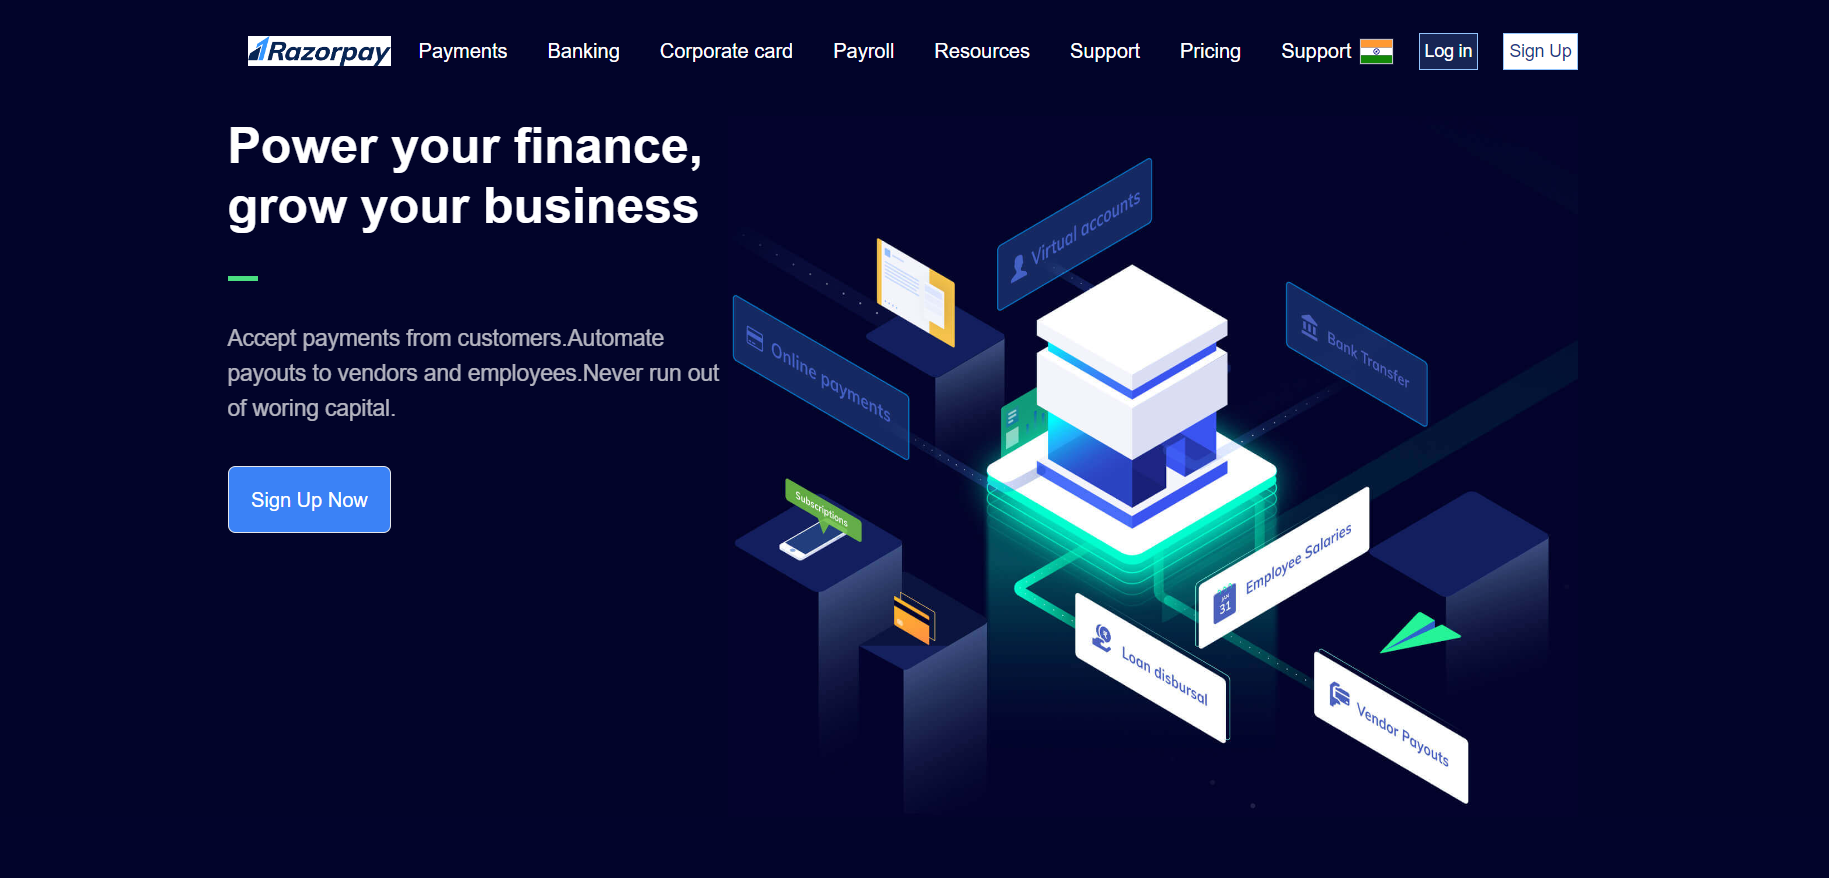 Razorpay Payments Banking Corporate card Payroll Resources Support Pricing Support Log in Sign Up
Power your finance,
grow your business
Accept payments from customers.Automate
payouts to vendors and employees.Never run out
of woring capital.
Sign Up Now
Virtual accounts
Online payments
Bank Transfer
Subscriptions
Employee Salaries
JAN
31
Loan disbursal
Vendor Payouts